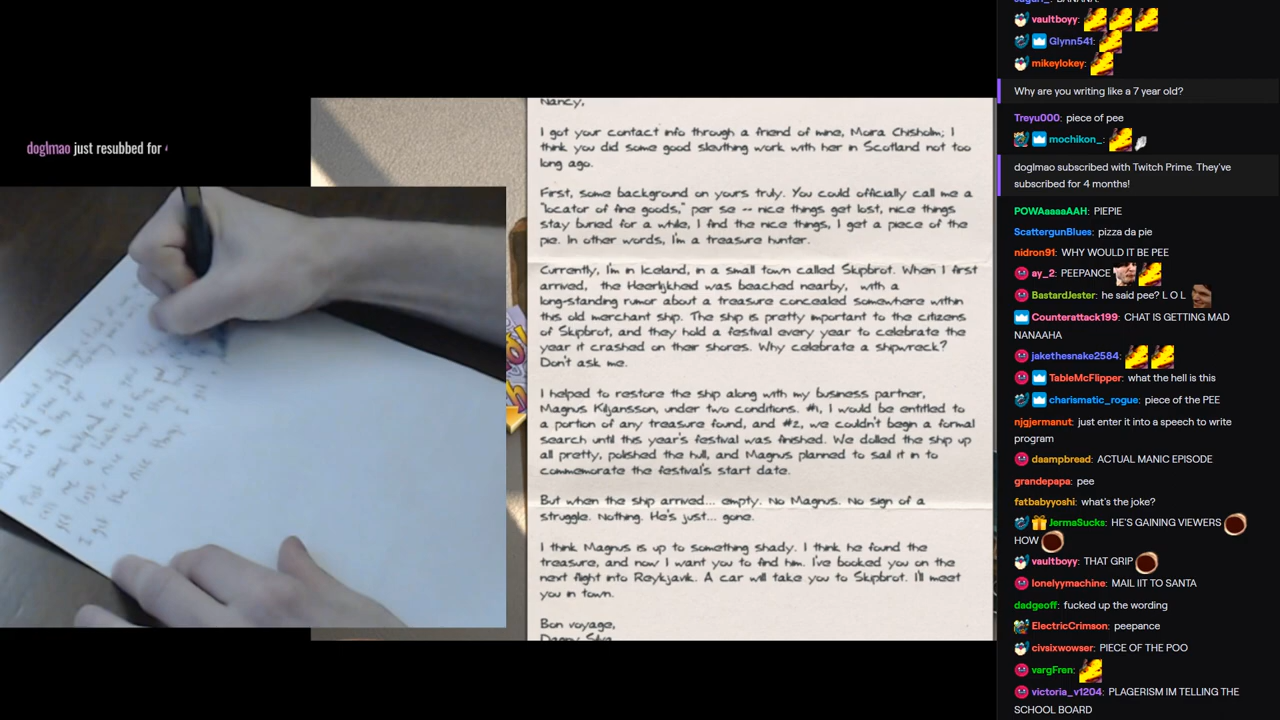 doglmao just resubbed for
Nancy,
I got your contact info through a friend of mine, Moira Chisholm; I
think you did some good sleuthing work with her in Scotland not too
long ago.
First, some background on yours truly. You could officially call me a
"locator of fine goods," per se -- nice things get lost, nice things
stay buried for a while, I find the nice things, I get a piece of the
pie. In other words, I'm a treasure hunter.
Currently, I'm in Iceland, in a small town called Skipbrot. When I first
arrived, the Heerlijkheid was beached nearby, with a
long-standing rumor about a treasure concealed somewhere within
this old merchant ship. The ship is pretty important to the citizens
of Skipbrot, and they hold a festival every year to celebrate the
year it crashed on their shores. Why celebrate a shipwreck?
Don't ask me.
I helped to restore the ship along with my business partner,
Magnus Kiljansson, under two conditions. #1, I would be entitled to
a portion of any treasure found, and #2, we couldn't begin a formal
search until this year's festival was finished. We dolled the ship up
all pretty, polished the hull, and Magnus planned to sail it in to
commemorate the festival's start date.
But when the ship arrived... empty. No Magnus. No sign of a
struggle. Nothing. He's just... gone.
I think Magnus is up to something shady. I think he found the
treasure, and now I want you to find him. I've booked you on the
next flight into Reykjavik. A car will take you to Skipbrot. I'll meet
you in town.
Bon voyage,
Dagny Silva
vaultboyy:
Glynn541:
mikeylokey:
Why are you writing like a 7 year old?
Treyu000: piece of pee
mochikon_:
doglmao subscribed with Twitch Prime. They've
subscribed for 4 months!
POWAaaaaAAH: PIEPIE
ScattergunBlues: pizza da pie
nidron91: WHY WOULD IT BE PEE
ay_2: PEEPANCE
BastardJester: he said pee? L O L
Counterattack199: CHAT IS GETTING MAD
NANAAHA
jakethesnake2584:
TableMcFlipper: what the hell is this
charismatic_rogue: piece of the PEE
njgjermanut: just enter it into a speech to write
program
daampbread: ACTUAL MANIC EPISODE
grandepapa: pee
fatbabyyoshi: what's the joke?
JermaSucks: HE'S GAINING VIEWERS
HOW
vaultboyy: THAT GRIP
lonelyymachine: MAIL IIT TO SANTA
dadgeoff: fucked up the wording
ElectricCrimson: peepance
civsixwowser: PIECE OF THE POO
vargFren:
victoria_v1204: PLAGERISM IM TELLING THE
SCHOOL BOARD